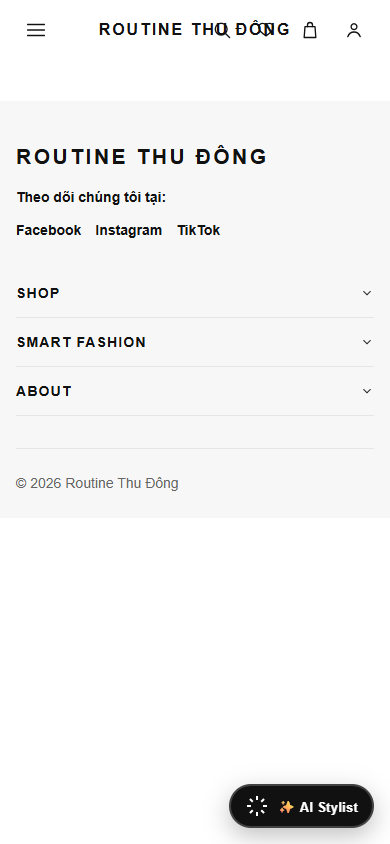 ROUTINE THU ĐÔNG
ROUTINE THU ĐÔNG
Theo dõi chúng tôi tại:
Facebook Instagram TikTok
SHOP
SMART FASHION
ABOUT
© 2026 Routine Thu Đông
✨ AI Stylist